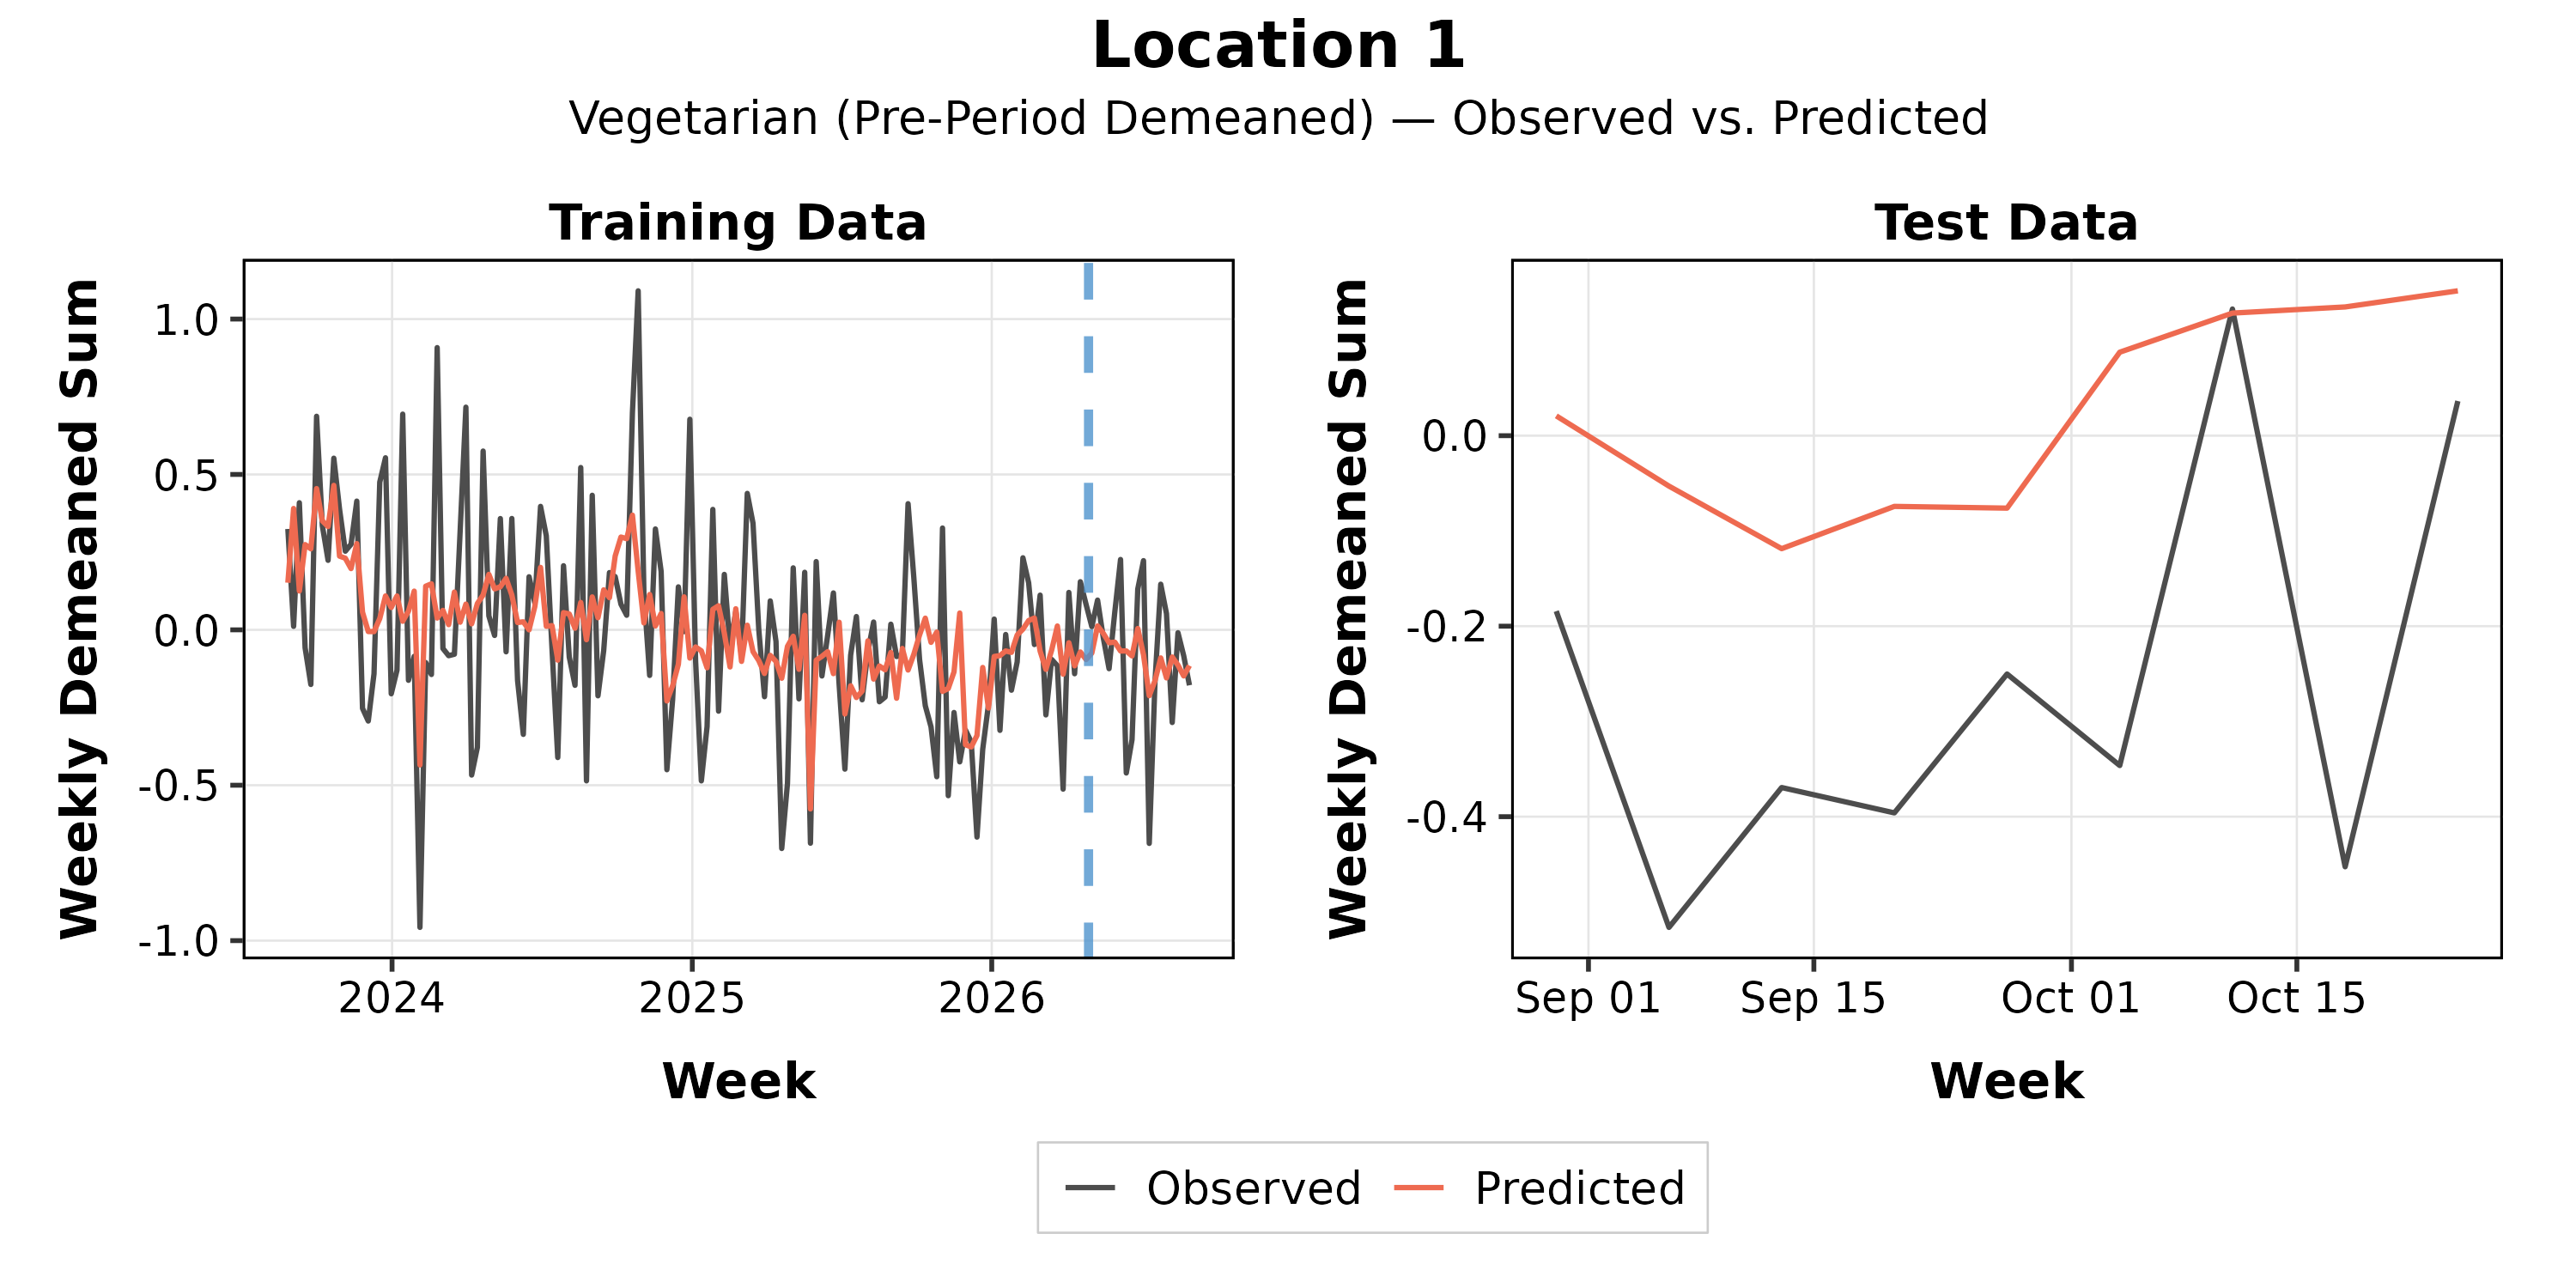 Location 1
Vegetarian (Pre-Period Demeaned) — Observed vs. Predicted
Training Data
Weekly Demeaned Sum
1.0
0.5
0.0
-0.5
-1.0
2024 2025 2026
Week
Test Data
Weekly Demeaned Sum
0.0
-0.2
-0.4
Sep 01 Sep 15 Oct 01 Oct 15
Week
Observed Predicted